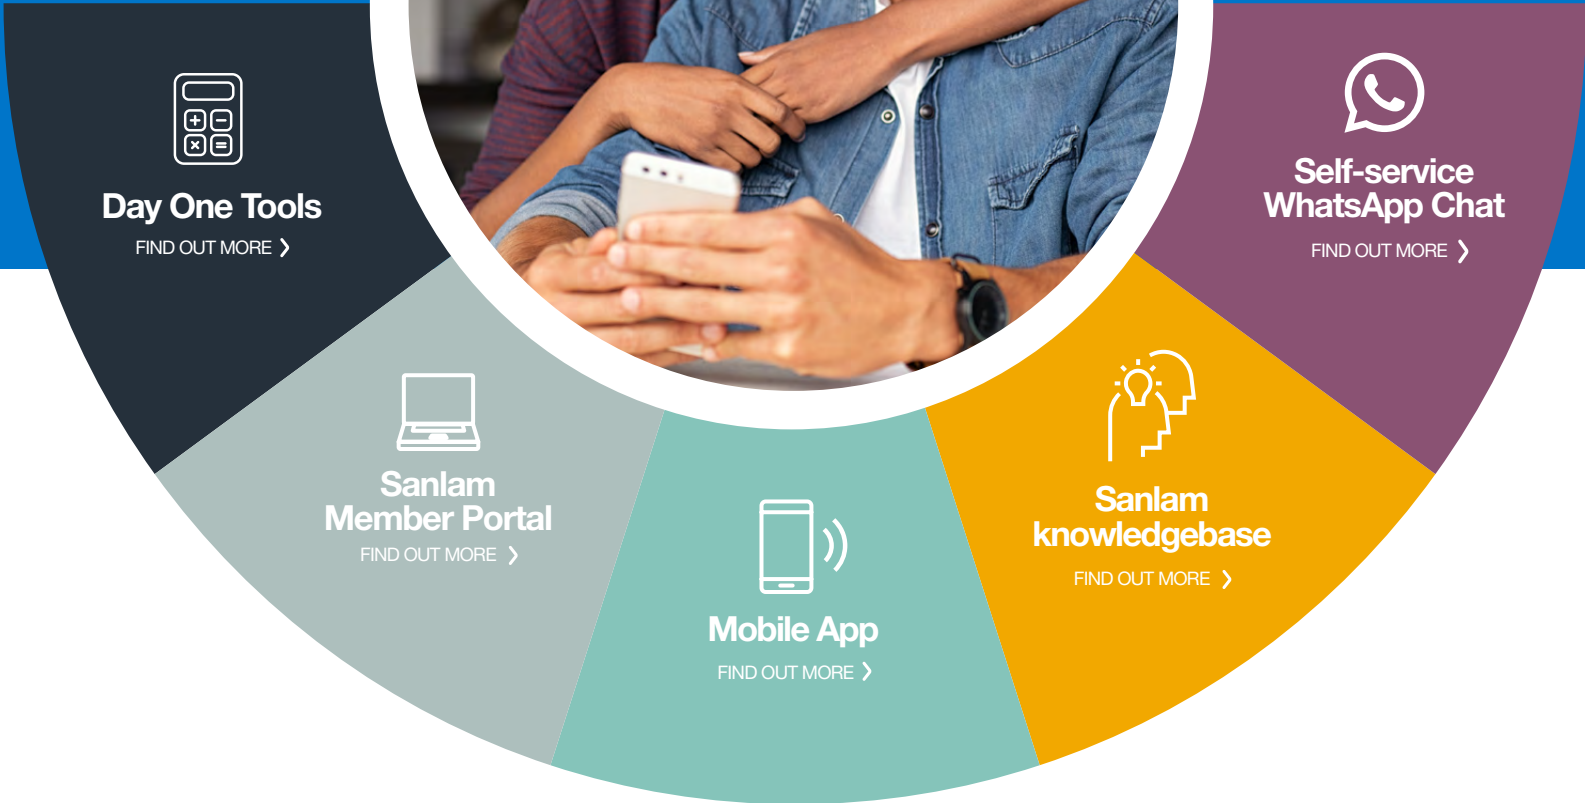 Day One Tools
FIND OUT MORE
Sanlam
Member Portal
FIND OUT MORE
Mobile App
FIND OUT MORE
Sanlam
knowledgebase
FIND OUT MORE
Self-service
WhatsApp Chat
FIND OUT MORE